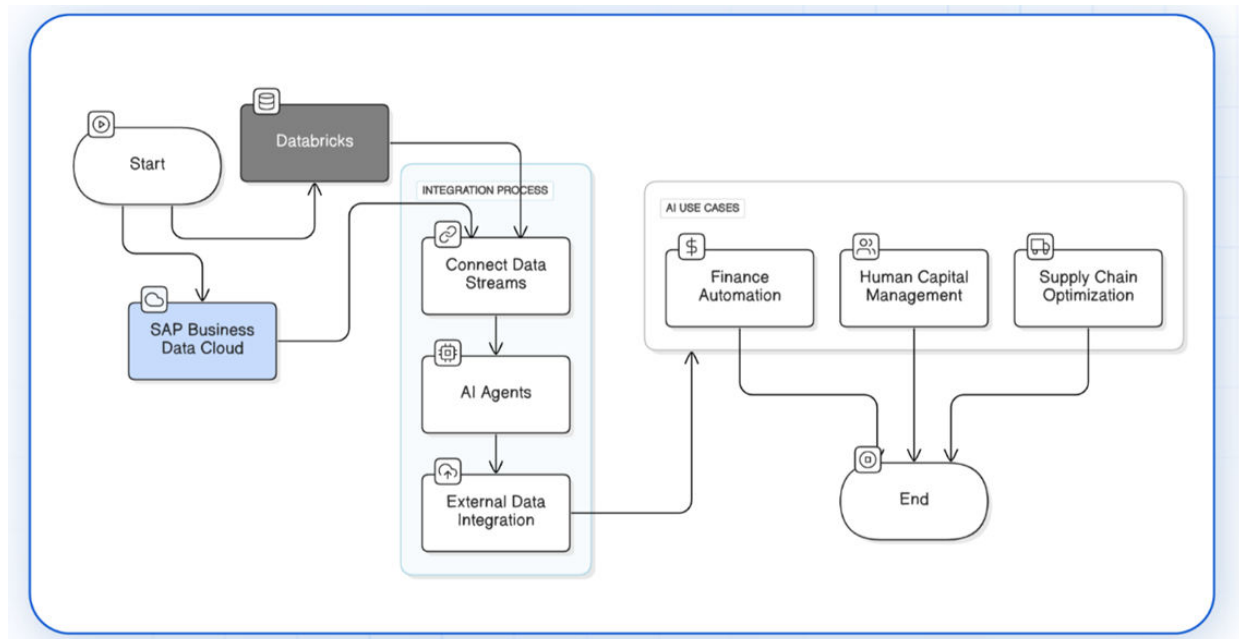 Start
Databricks
SAP Business
Data Cloud
INTEGRATION PROCESS
Connect Data
Streams
AI Agents
External Data
Integration
AI USE CASES
Finance
Automation
Human Capital
Management
Supply Chain
Optimization
End